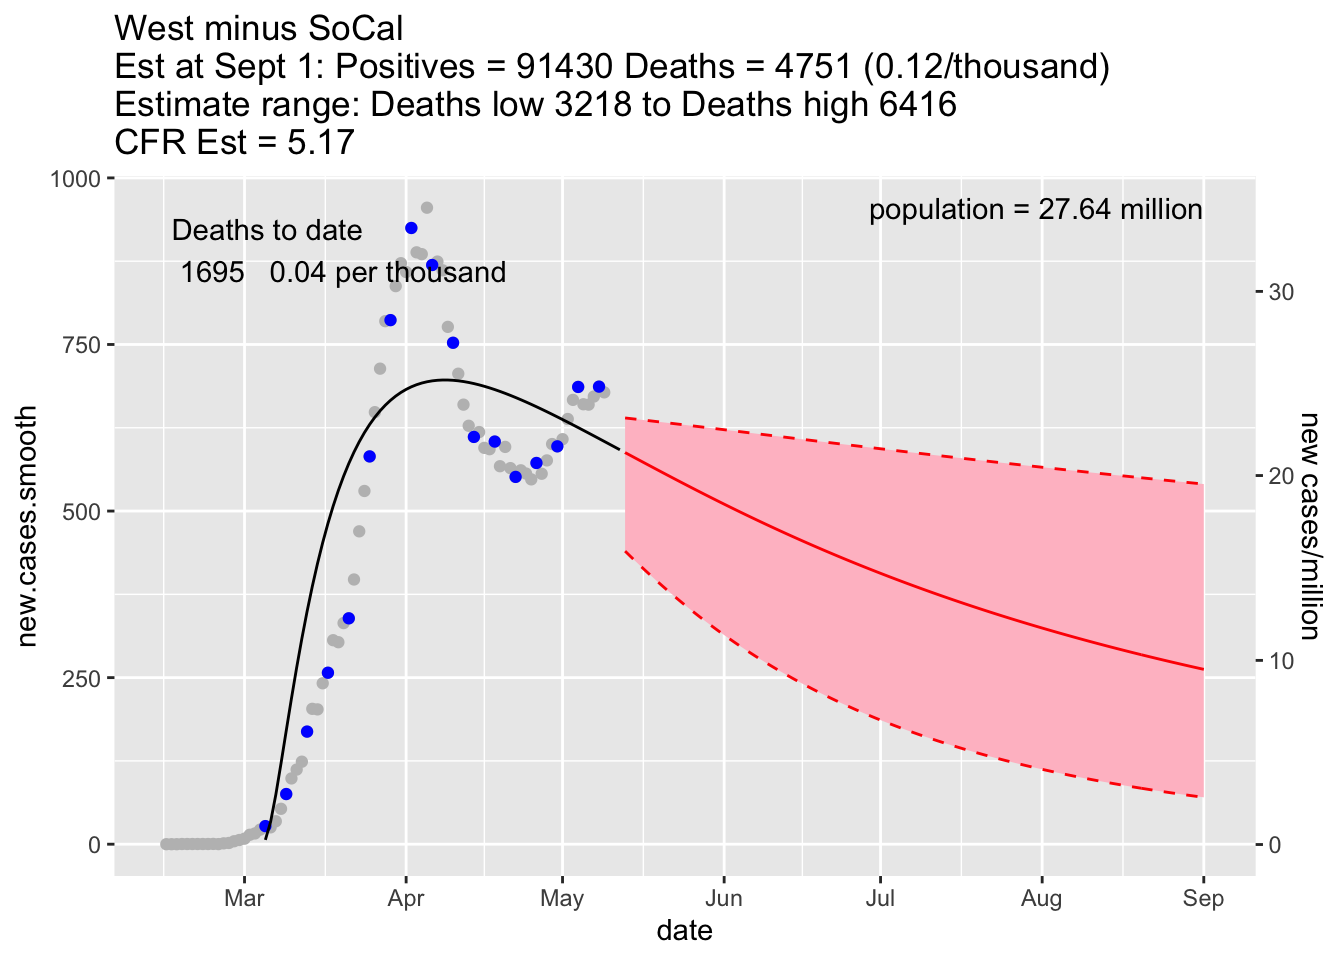 West minus SoCal
Est at Sept 1: Positives = 91430 Deaths = 4751 (0.12/thousand)
Estimate range: Deaths low 3218 to Deaths high 6416
CFR Est = 5.17
1000
750
500
250
0
new.cases.smooth
Deaths to date
1695 0.04 per thousand
population = 27.64 million
30
20
10
0
new cases/million
Mar Apr May Jun Jul Aug Sep
date